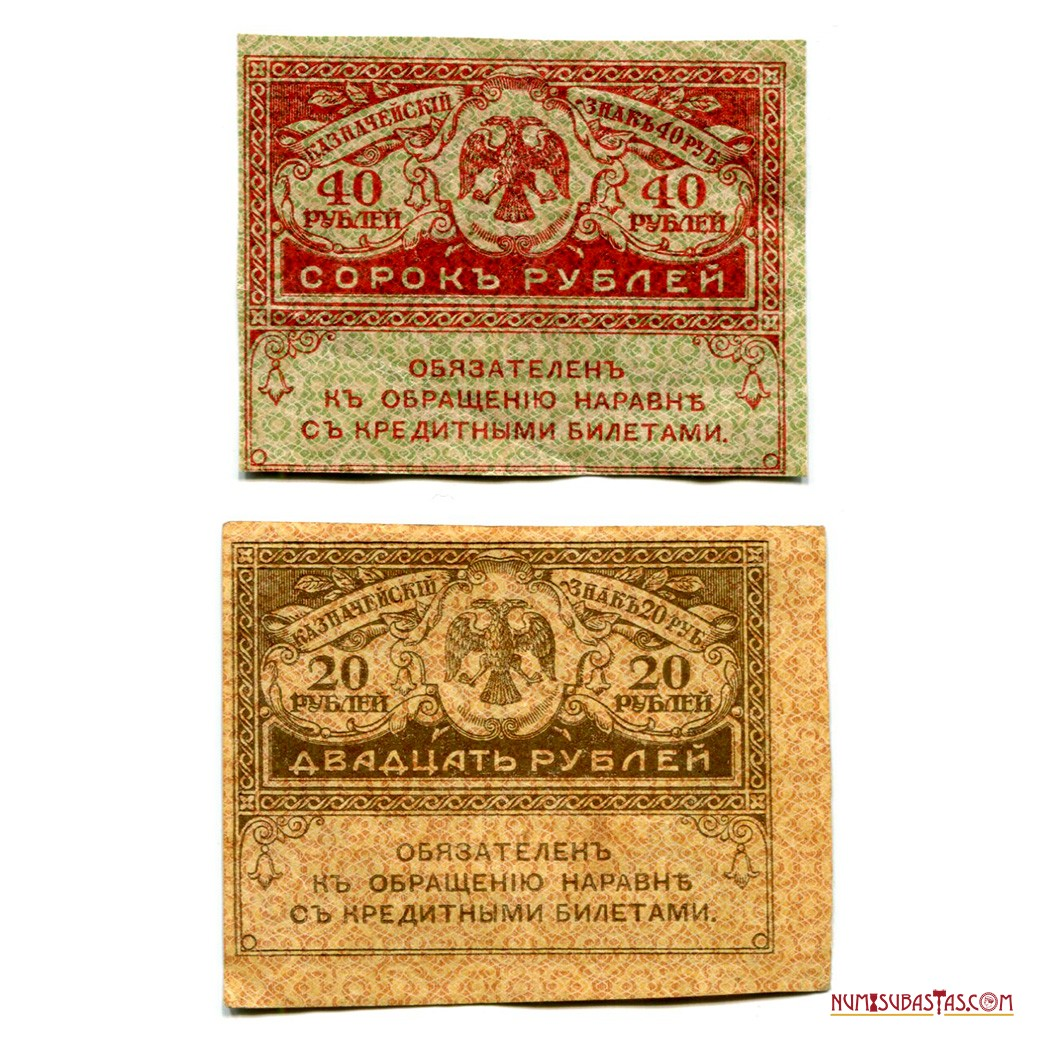 КАЗНАЧЕЙСКІЙ ЗНАКЪ 40 РУБ.
40 40
РУБЛЕЙ РУБЛЕЙ
СОРОКЪ РУБЛЕЙ
ОБЯЗАТЕЛЕНЪ
КЪ ОБРАЩЕНІЮ НАРАВНѢ
СЪ КРЕДИТНЫМИ БИЛЕТАМИ.
КАЗНАЧЕЙСКІЙ ЗНАКЪ 20 РУБ.
20 20
РУБЛЕЙ РУБЛЕЙ
ДВАДЦАТЬ РУБЛЕЙ
ОБЯЗАТЕЛЕНЪ
КЪ ОБРАЩЕНІЮ НАРАВНѢ
СЪ КРЕДИТНЫМИ БИЛЕТАМИ.
NUMISUBASTAS.COM